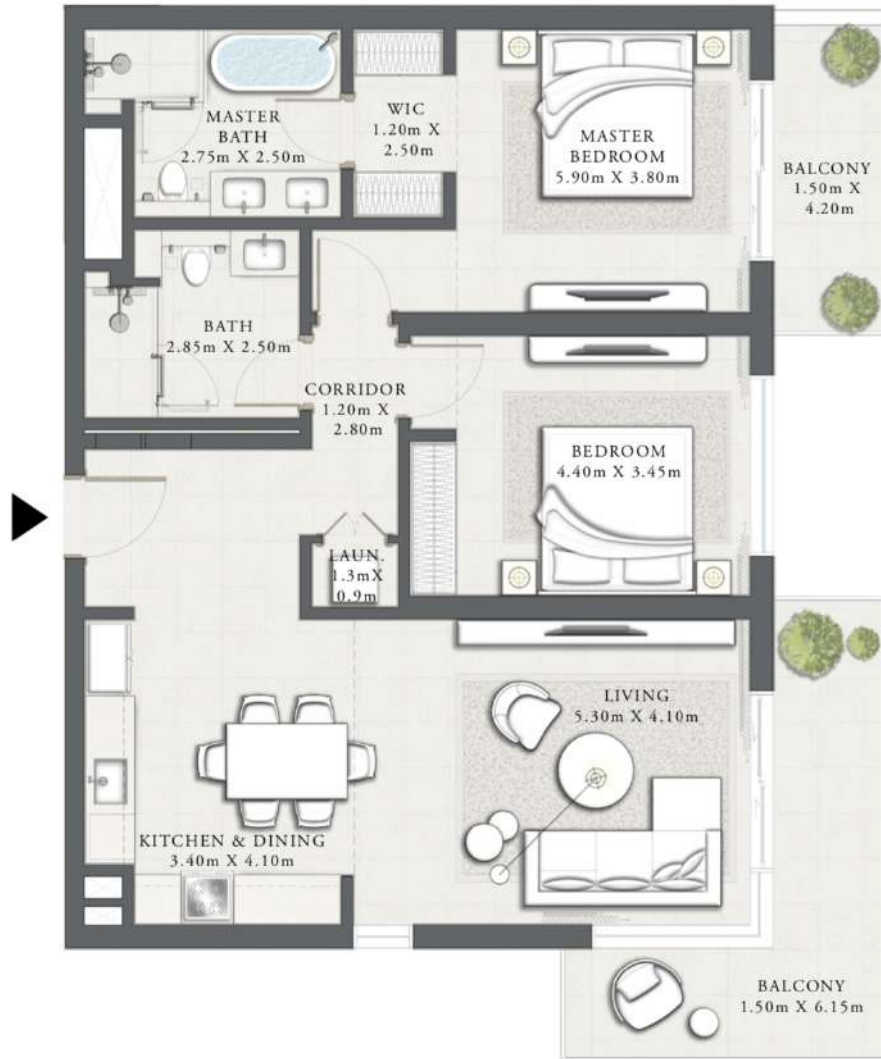 MASTER
BATH
2.75m X 2.50m
WIC
1.20m X
2.50m
MASTER
BEDROOM
5.90m X 3.80m
BALCONY
1.50m X
4.20m
BATH
2.85m X 2.50m
CORRIDOR
1.20m X
2.80m
BEDROOM
4.40m X 3.45m
LAUN.
1.3mX
0.9m
LIVING
5.30m X 4.10m
KITCHEN & DINING
3.40m X 4.10m
BALCONY
1.50m X 6.15m